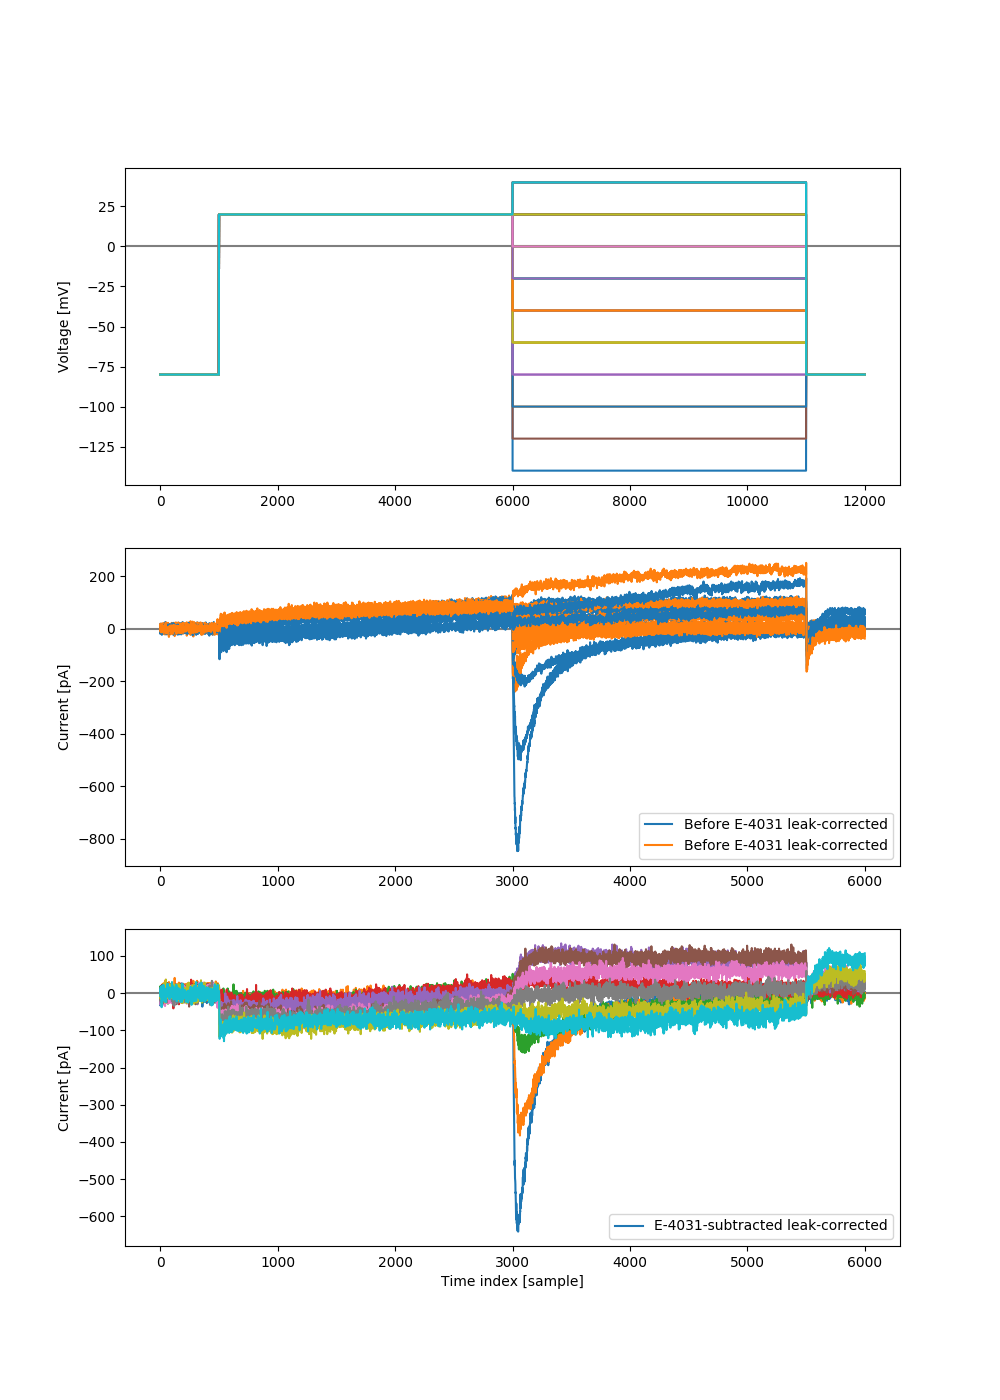 25
0
−25
−50
−75
−100
−125
Voltage [mV]
0 2000 4000 6000 8000 10000 12000
200
0
−200
−400
−600
−800
Current [pA]
Before E-4031 leak-corrected
Before E-4031 leak-corrected
0 1000 2000 3000 4000 5000 6000
100
0
−100
−200
−300
−400
−500
−600
Current [pA]
E-4031-subtracted leak-corrected
0 1000 2000 3000 4000 5000 6000
Time index [sample]